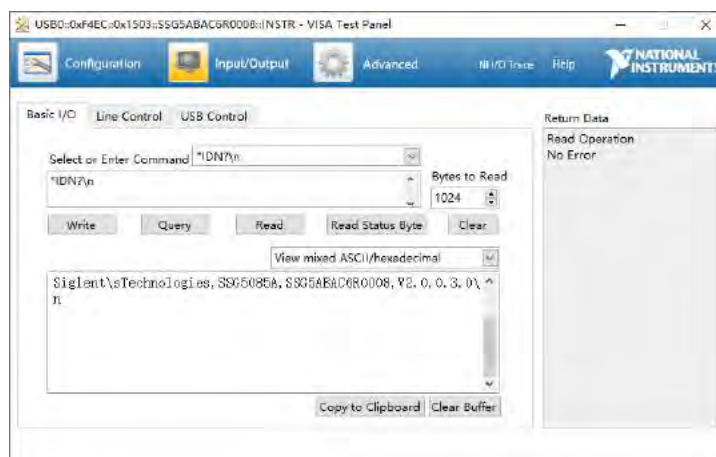 USB0::0xF4EC::0x1503::SSG5ABAC6R0008::INSTR - VISA Test Panel
Configuration
Input/Output
Advanced
NI I/O Trace
Help
NATIONAL INSTRUMENTS
Basic I/O
Line Control
USB Control
Return Data
Read Operation
No Error
Select or Enter Command
*IDN?\n
*IDN?\n
Bytes to Read
1024
Write
Query
Read
Read Status Byte
Clear
View mixed ASCII/hexadecimal
Siglent\sTechnologies,SSG5085A,SSG5ABAC6R0008,V2.0.0.3.0\
n
Copy to Clipboard
Clear Buffer